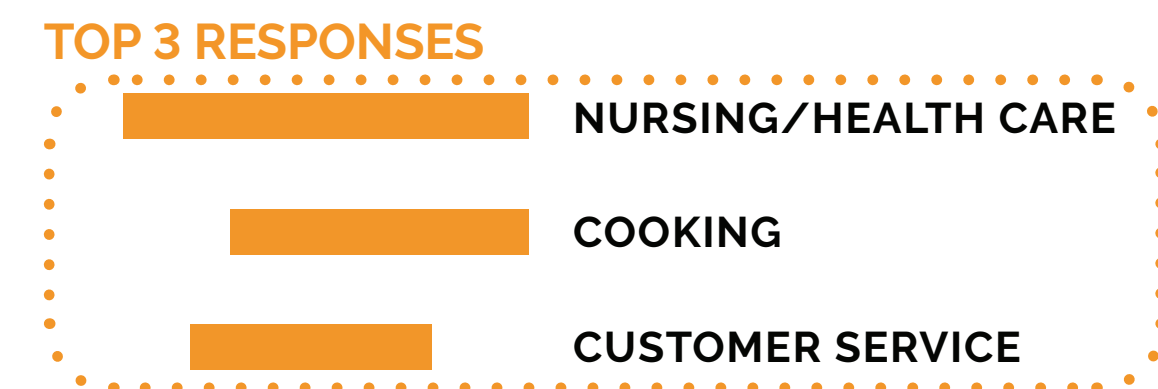 TOP 3 RESPONSES
NURSING/HEALTH CARE
COOKING
CUSTOMER SERVICE